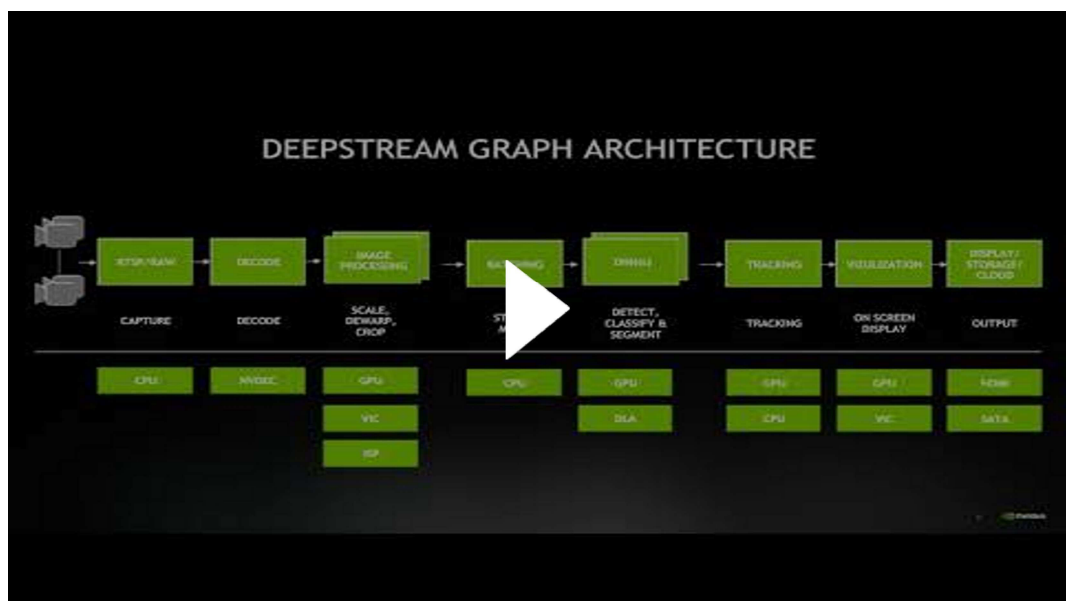 DEEPSTREAM GRAPH ARCHITECTURE
RTSP/RAW
DECODE
IMAGE
PROCESSING
BATCHING
DNN(s)
TRACKING
VIZULIZATION
DISPLAY/
STORAGE/
CLOUD
CAPTURE
DECODE
SCALE,
DEWARP,
CROP
DETECT,
CLASSIFY &
SEGMENT
TRACKING
ON SCREEN
DISPLAY
OUTPUT
CPU
NVDEC
GPU
CPU
GPU
GPU
GPU
HDMI
VIC
DLA
CPU
VIC
SATA
ISP